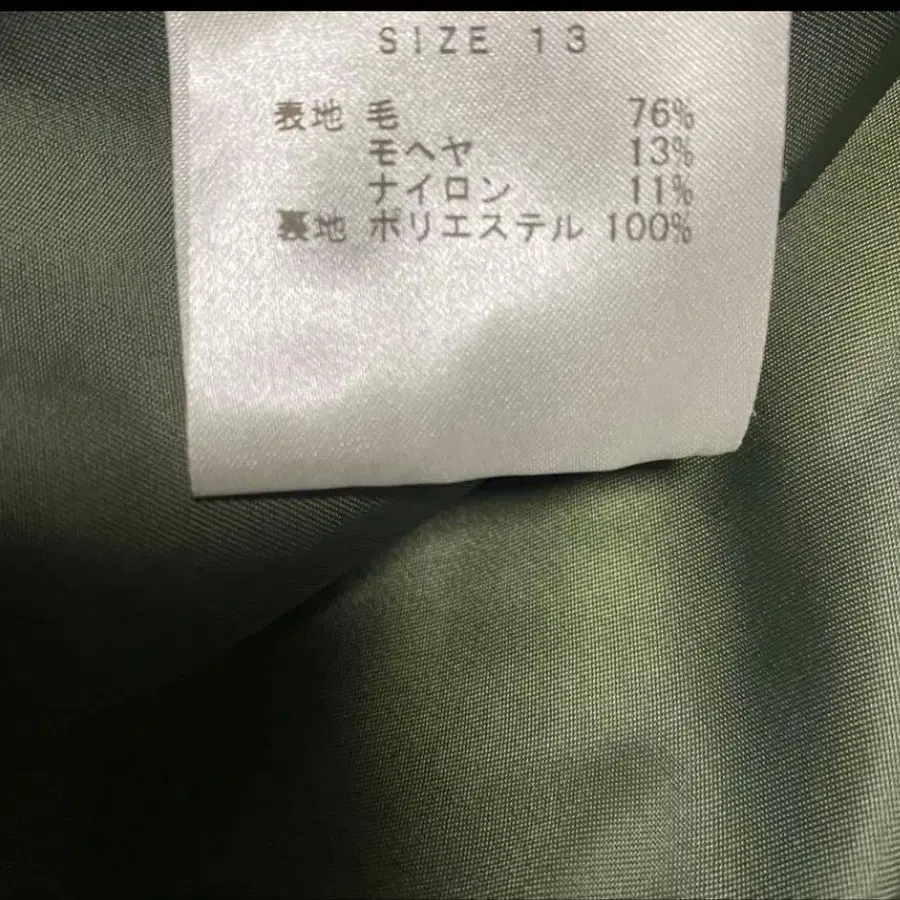 SIZE 13
表地 毛 76%
モヘヤ 13%
ナイロン 11%
裏地 ポリエステル 100%